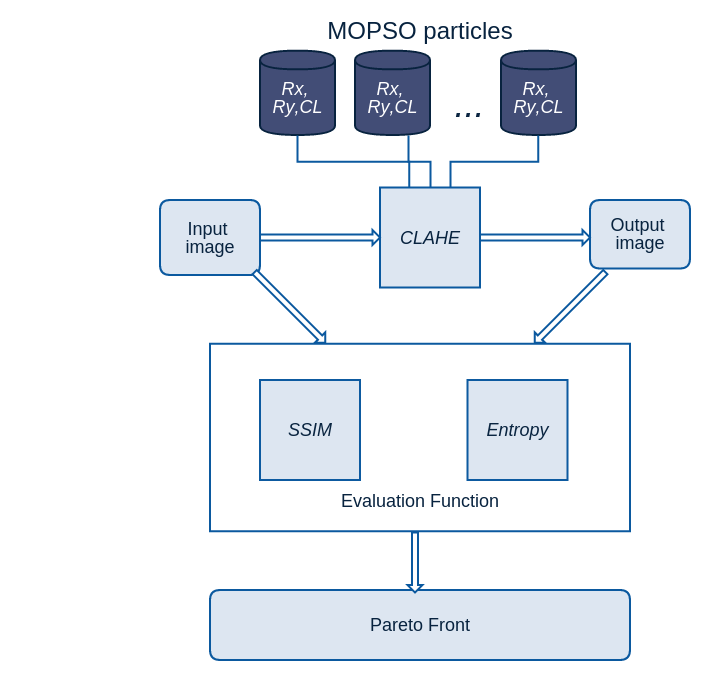 MOPSO particles
Rx,
Ry,CL
Rx,
Ry,CL
...
Rx,
Ry,CL
Input
image
CLAHE
Output
image
SSIM
Entropy
Evaluation Function
Pareto Front